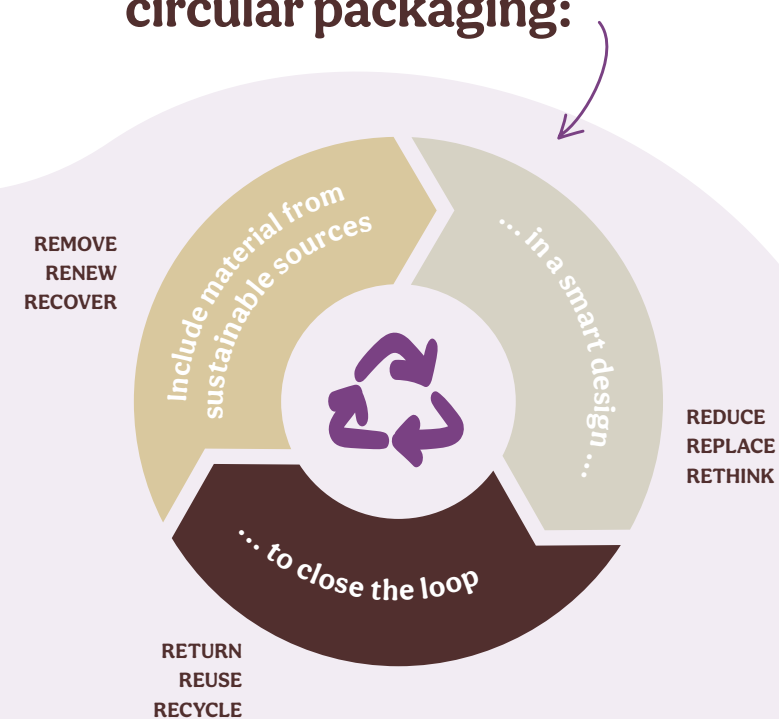 circular packaging:
Include material from
sustainable sources
... in a smart design ...
... to close the loop
REMOVE
RENEW
RECOVER
REDUCE
REPLACE
RETHINK
RETURN
REUSE
RECYCLE